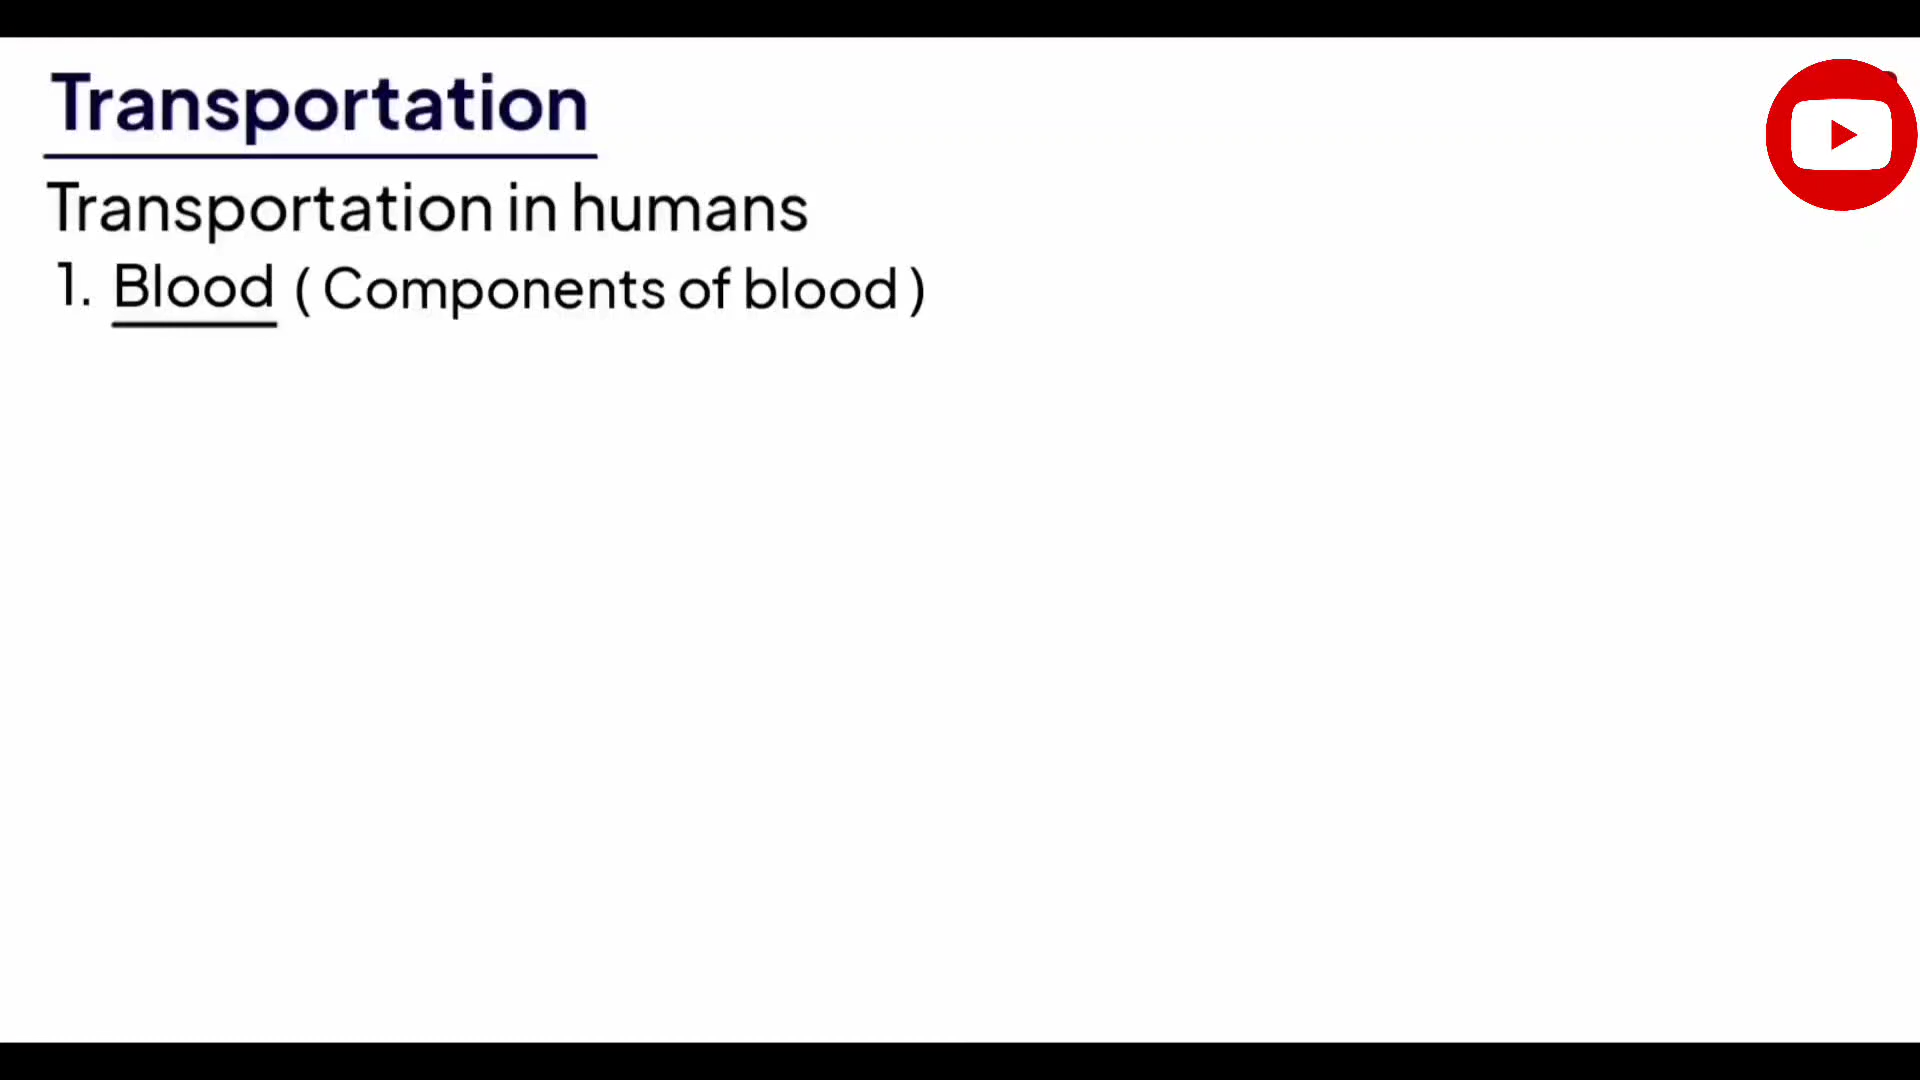 Transportation
Transportation in humans
1. Blood ( Components of blood )